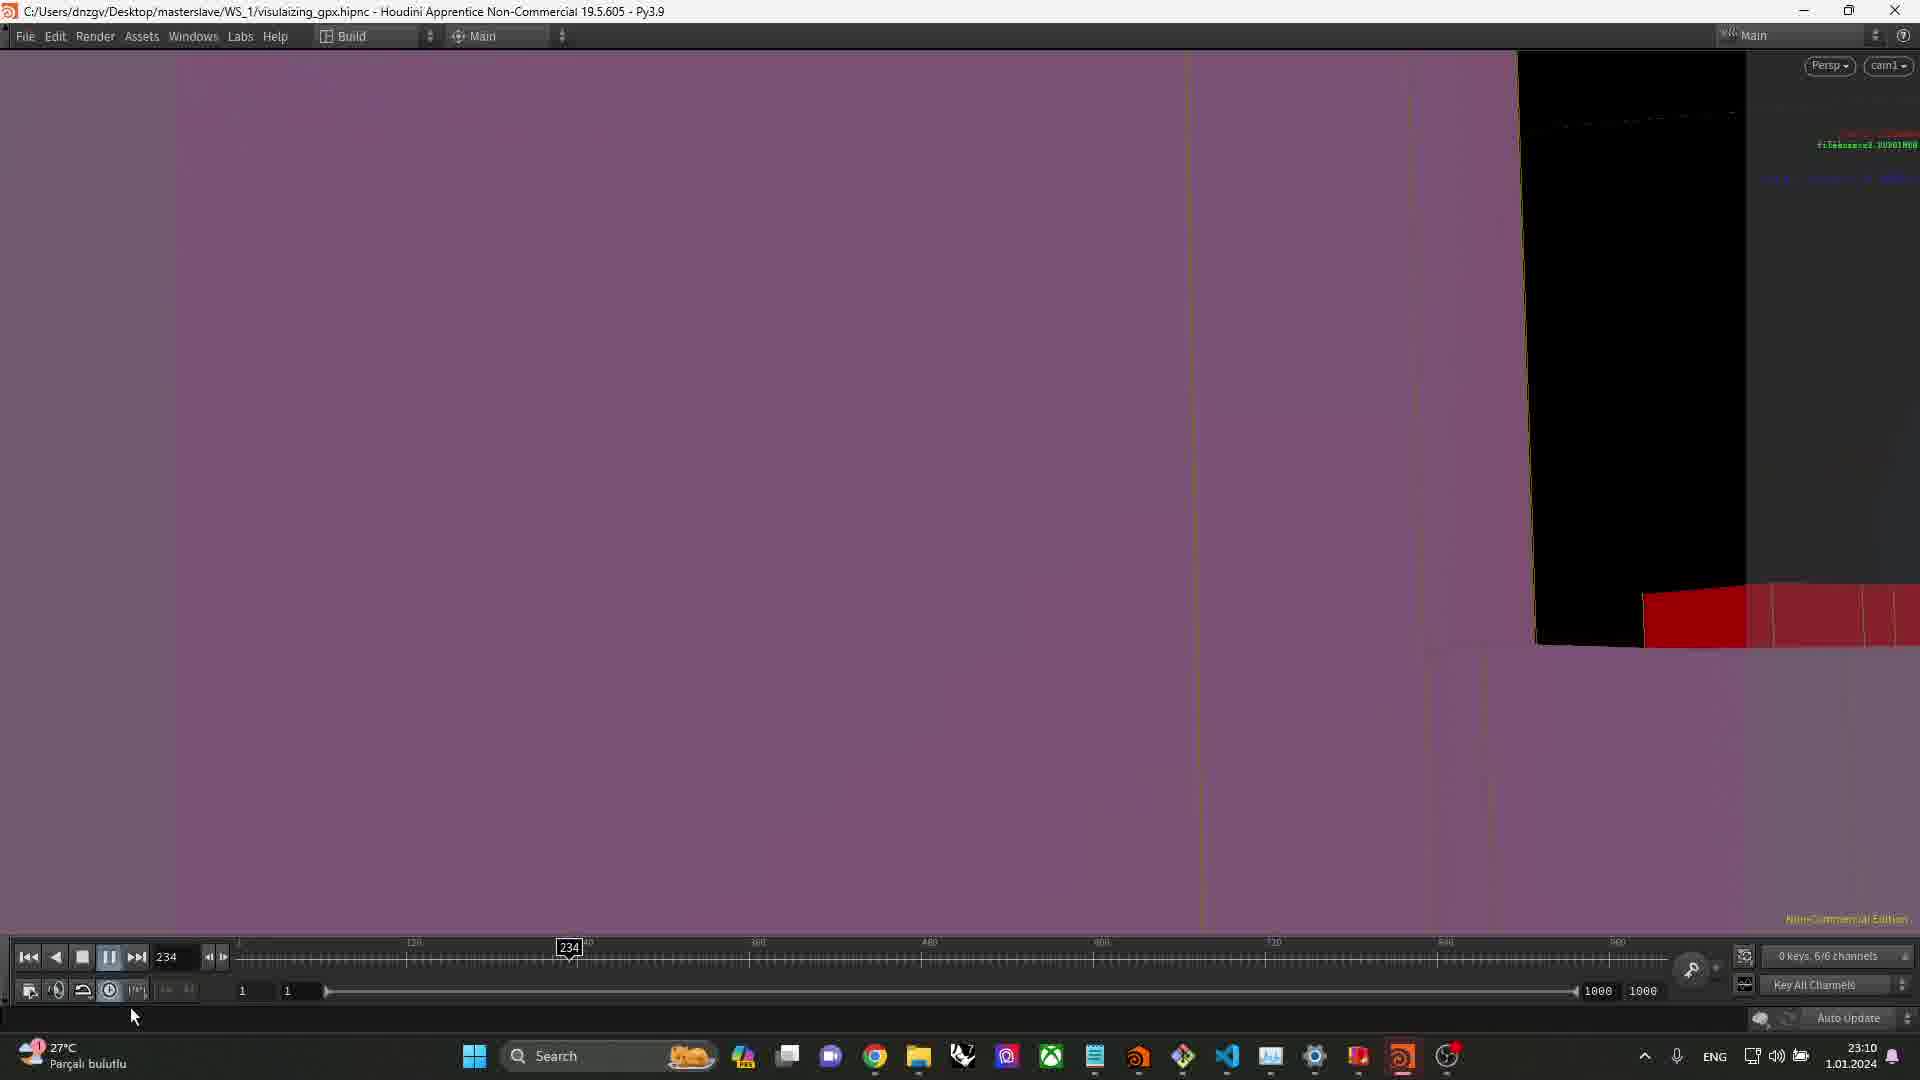 C:/Users/dnzgv/Desktop/masterslave/WS_1/visulaizing_gpx.hipnc - Houdini Apprentice Non-Commercial 19.5.605 - Py3.9
File Edit Render Assets Windows Labs Help Build Main Main
Persp cam1
Non-Commercial Edition
234 1 120 234 360 480 600 720 840 960
0 keys, 6/6 channels
1 1 1000 1000 Key All Channels
Auto Update
27°C
Parçalı bulutlu
Search
ENG
23:10
1.01.2024